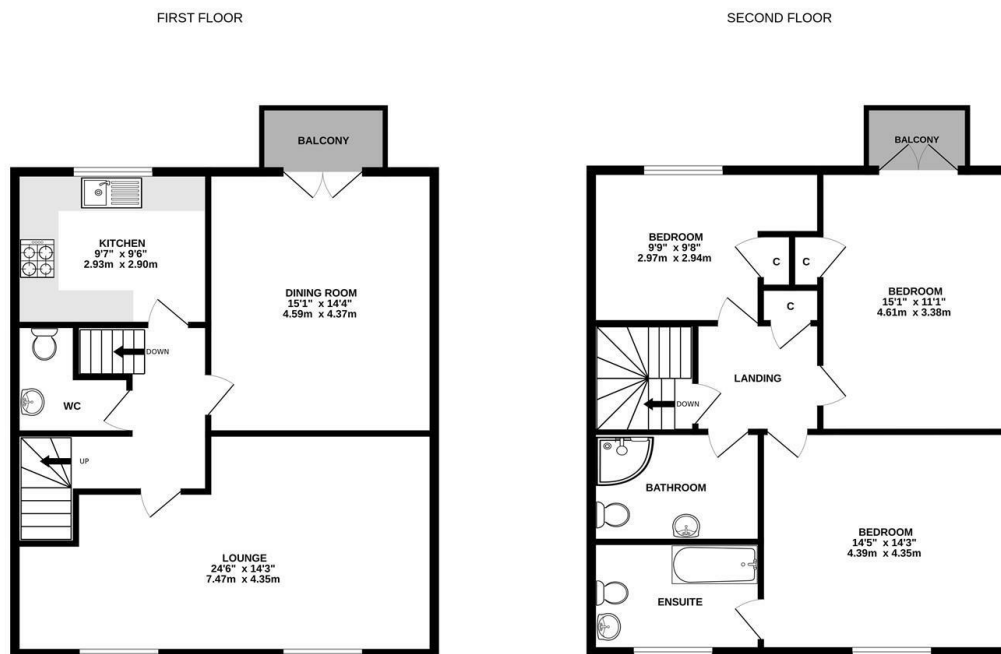 FIRST FLOOR
BALCONY
KITCHEN
9'7" x 9'6"
2.93m x 2.90m
DINING ROOM
15'1" x 14'4"
4.59m x 4.37m
DOWN
WC
UP
LOUNGE
24'6" x 14'3"
7.47m x 4.35m
SECOND FLOOR
BALCONY
BEDROOM
9'9" x 9'8"
2.97m x 2.94m
C
C
C
BEDROOM
15'1" x 11'1"
4.61m x 3.38m
LANDING
DOWN
BATHROOM
BEDROOM
14'5" x 14'3"
4.39m x 4.35m
ENSUITE